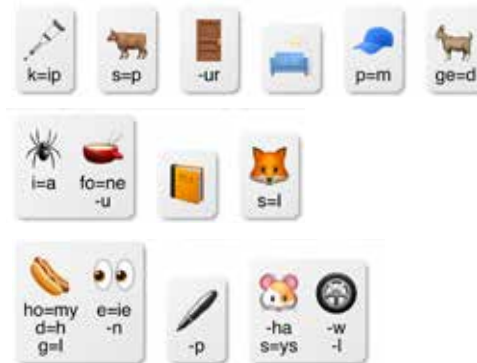 k=ip s=p -ur p=m ge=d
i=a fo=ne s=l
-u
ho=my e=ie -p -ha -w
d=h -n s=ys -l
g=l